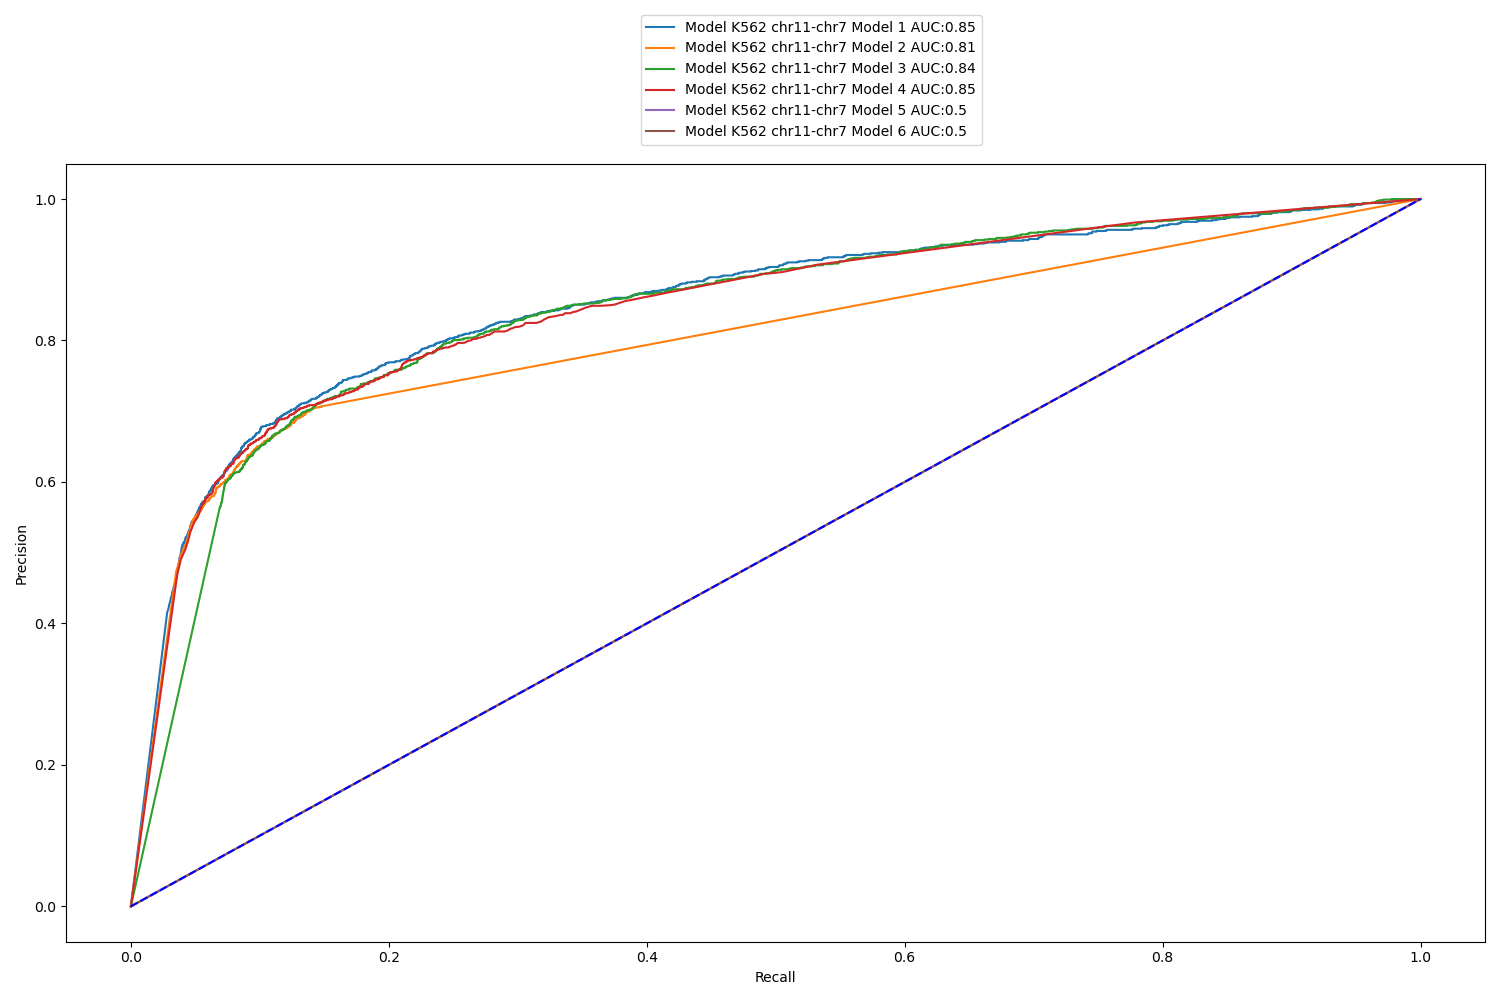 Model K562 chr11-chr7 Model 1 AUC:0.85
Model K562 chr11-chr7 Model 2 AUC:0.81
Model K562 chr11-chr7 Model 3 AUC:0.84
Model K562 chr11-chr7 Model 4 AUC:0.85
Model K562 chr11-chr7 Model 5 AUC:0.5
Model K562 chr11-chr7 Model 6 AUC:0.5
1.0
0.8
0.6
0.4
0.2
0.0
Precision
0.0 0.2 0.4 0.6 0.8 1.0
Recall